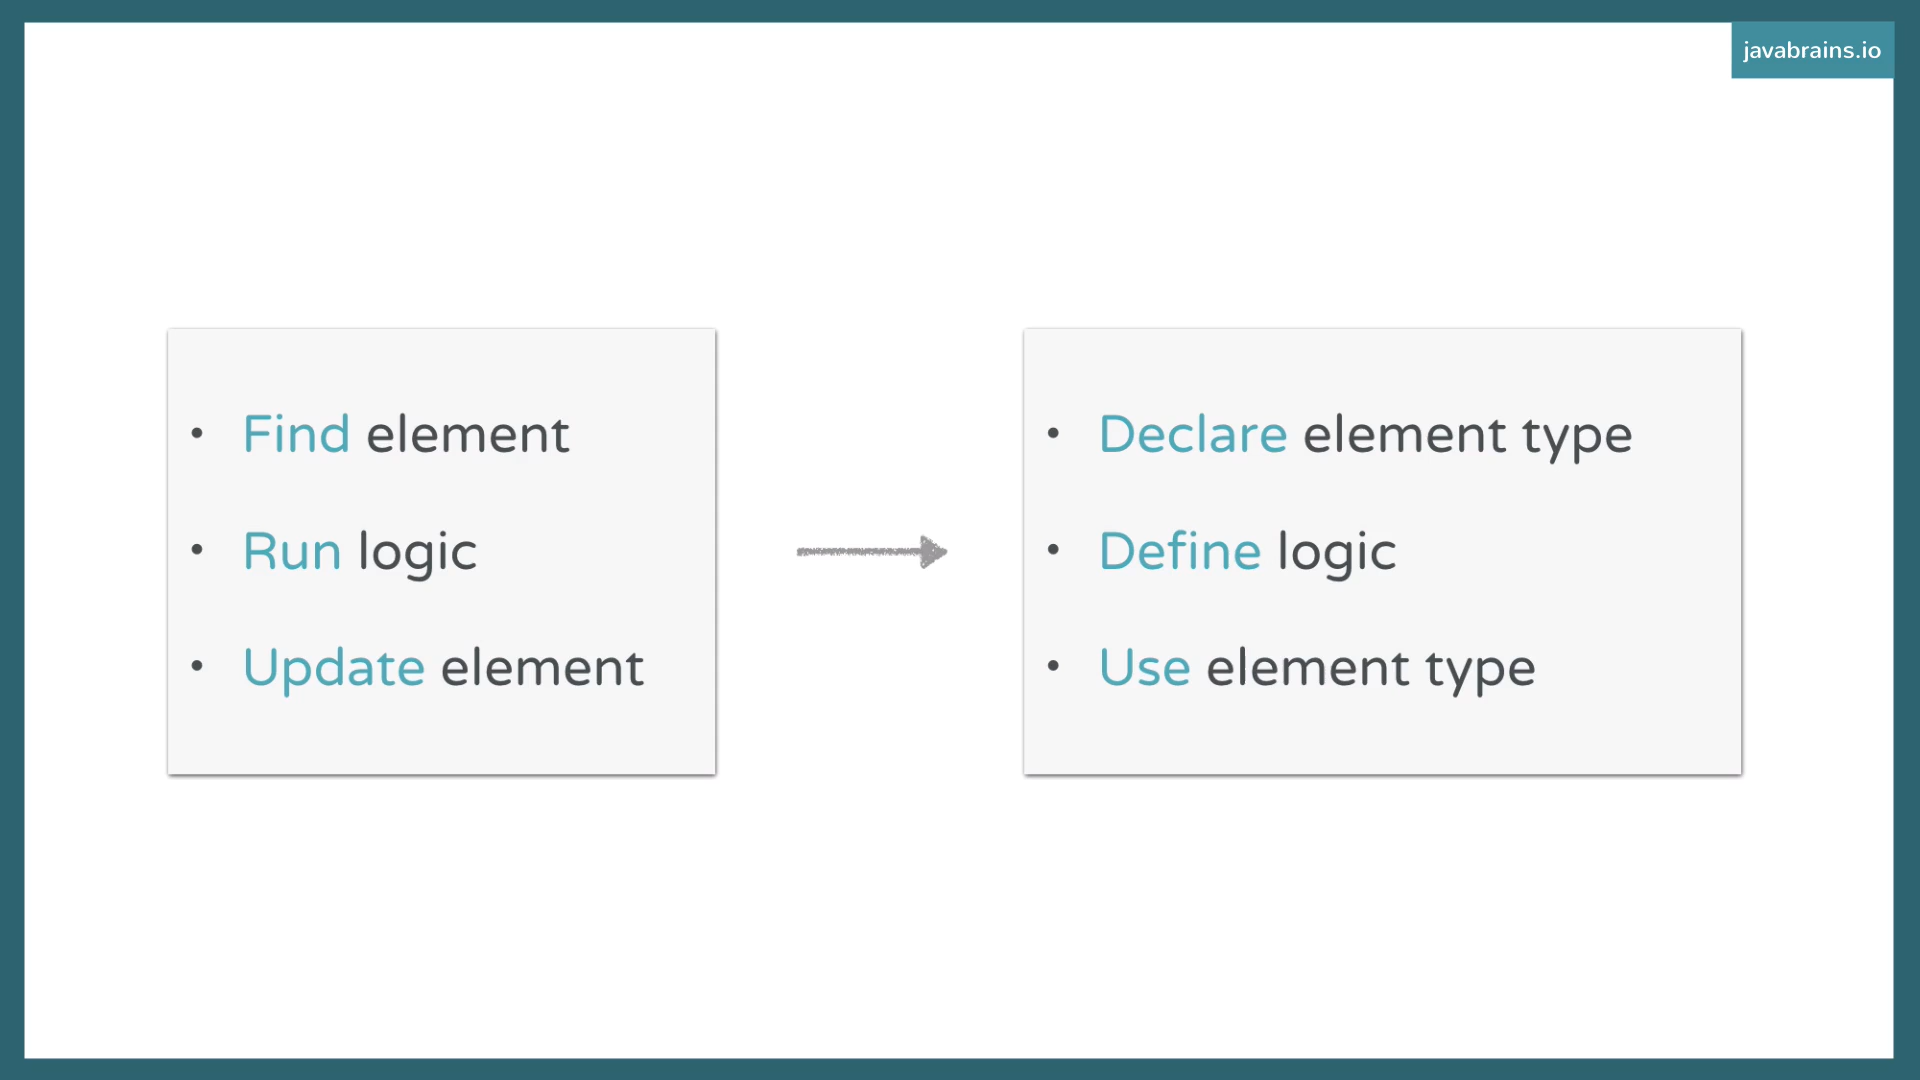 javabrains.io
• Find element
• Run logic
• Update element
• Declare element type
• Define logic
• Use element type